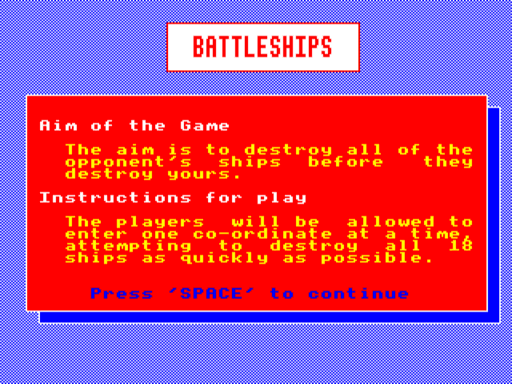 BATTLESHIPS
Aim of the Game
The aim is to destroy all of the
opponent's ships before they
destroy yours.
Instructions for play
The players will be allowed to
enter one co-ordinate at a time,
attempting to destroy all 18
ships as quickly as possible.
Press 'SPACE' to continue